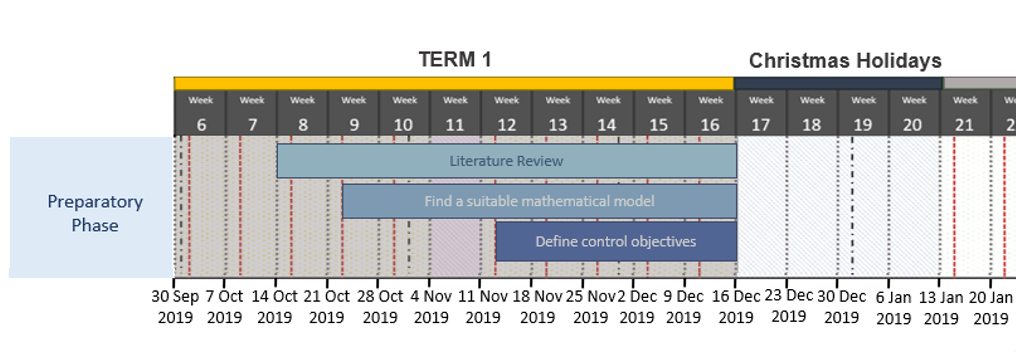 TERM 1
Christmas Holidays
Week Week Week Week Week Week Week Week Week Week Week Week Week Week Week Week
6 7 8 9 10 11 12 13 14 15 16 17 18 19 20 21
Literature Review
Find a suitable mathematical model
Define control objectives
Preparatory
Phase
30 Sep 7 Oct 14 Oct 21 Oct 28 Oct 4 Nov 11 Nov 18 Nov 25 Nov 2 Dec 9 Dec 16 Dec 23 Dec 30 Dec 6 Jan 13 Jan 20 Jan
2019 2019 2019 2019 2019 2019 2019 2019 2019 2019 2019 2019 2019 2019 2019 2019 2019